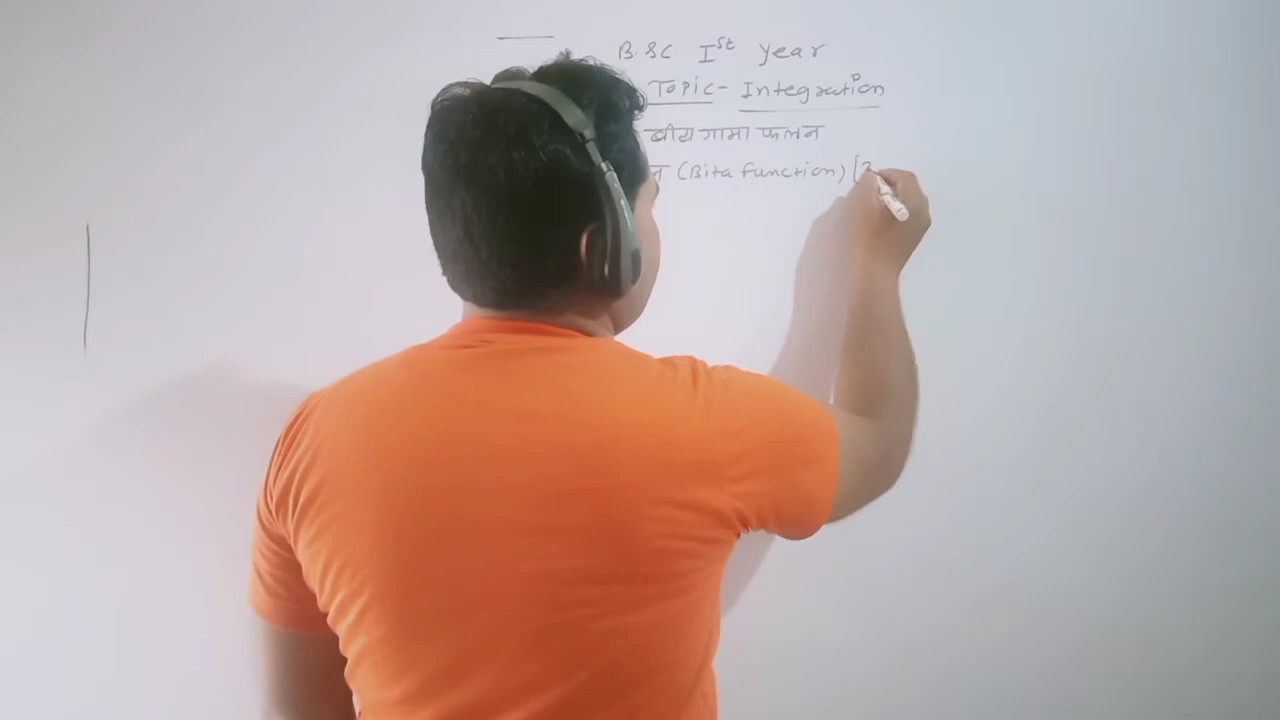 B.SC Ist year
Topic- Integration
बीटा गामा फलन
न (Bita function) [